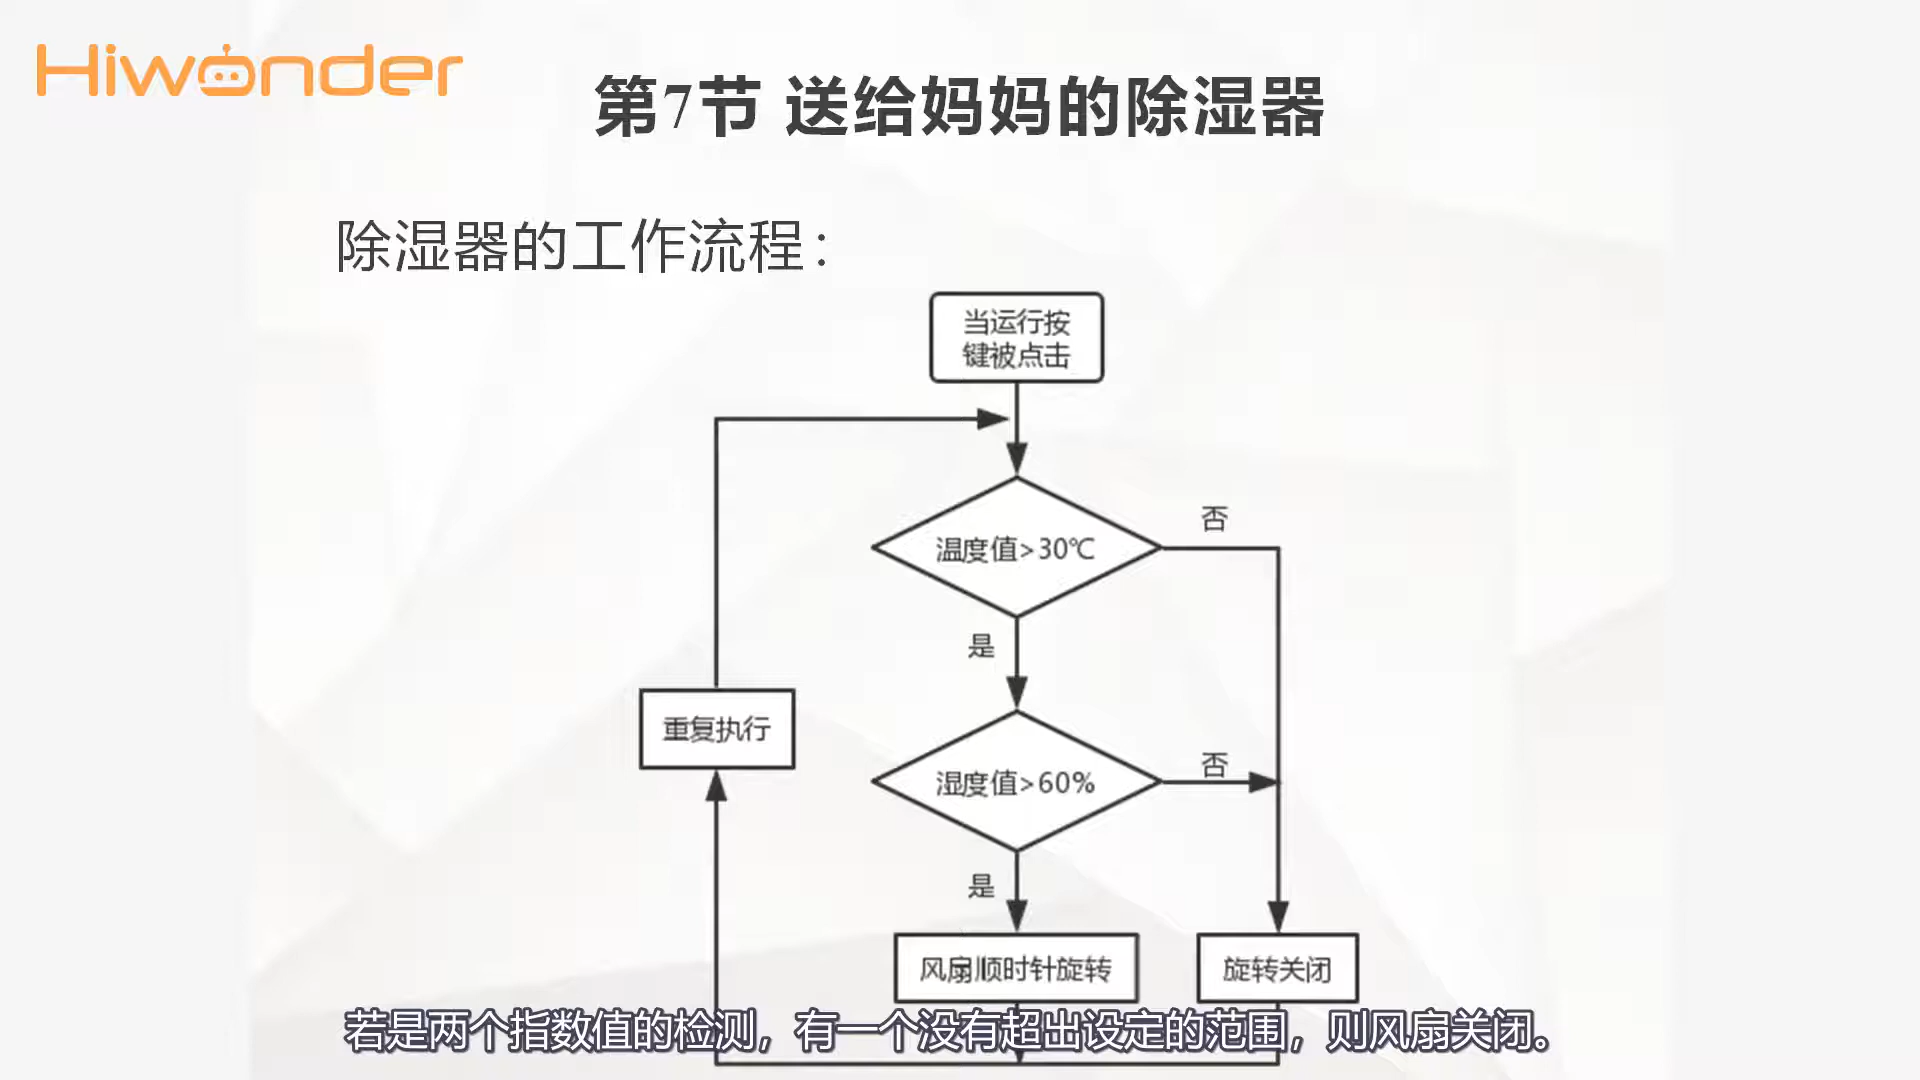 Hiwonder
第7节 送给妈妈的除湿器
除湿器的工作流程：
当运行按
键被点击
温度值>30℃
否
是
重复执行
湿度值>60%
否
是
风扇顺时针旋转
旋转关闭
若是两个指数值的检测，有一个没有超出设定的范围，则风扇关闭。